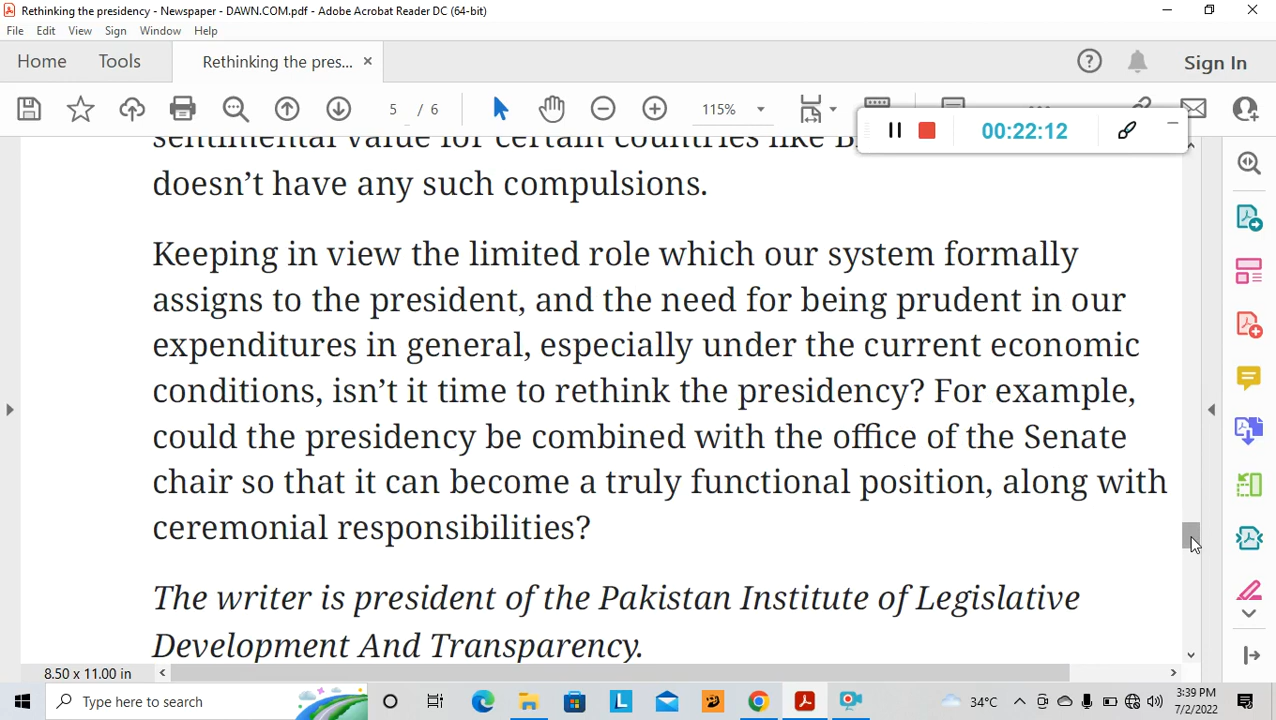 Rethinking the presidency - Newspaper - DAWN.COM.pdf - Adobe Acrobat Reader DC (64-bit)
File Edit View Sign Window Help
Home Tools Rethinking the pres... × Sign In
5 / 6 115%
00:22:12
sentimental value for certain countries like
doesn’t have any such compulsions.
Keeping in view the limited role which our system formally
assigns to the president, and the need for being prudent in our
expenditures in general, especially under the current economic
conditions, isn’t it time to rethink the presidency? For example,
could the presidency be combined with the office of the Senate
chair so that it can become a truly functional position, along with
ceremonial responsibilities?
The writer is president of the Pakistan Institute of Legislative
Development And Transparency.
8.50 x 11.00 in
Type here to search
34°C
3:39 PM
7/2/2022